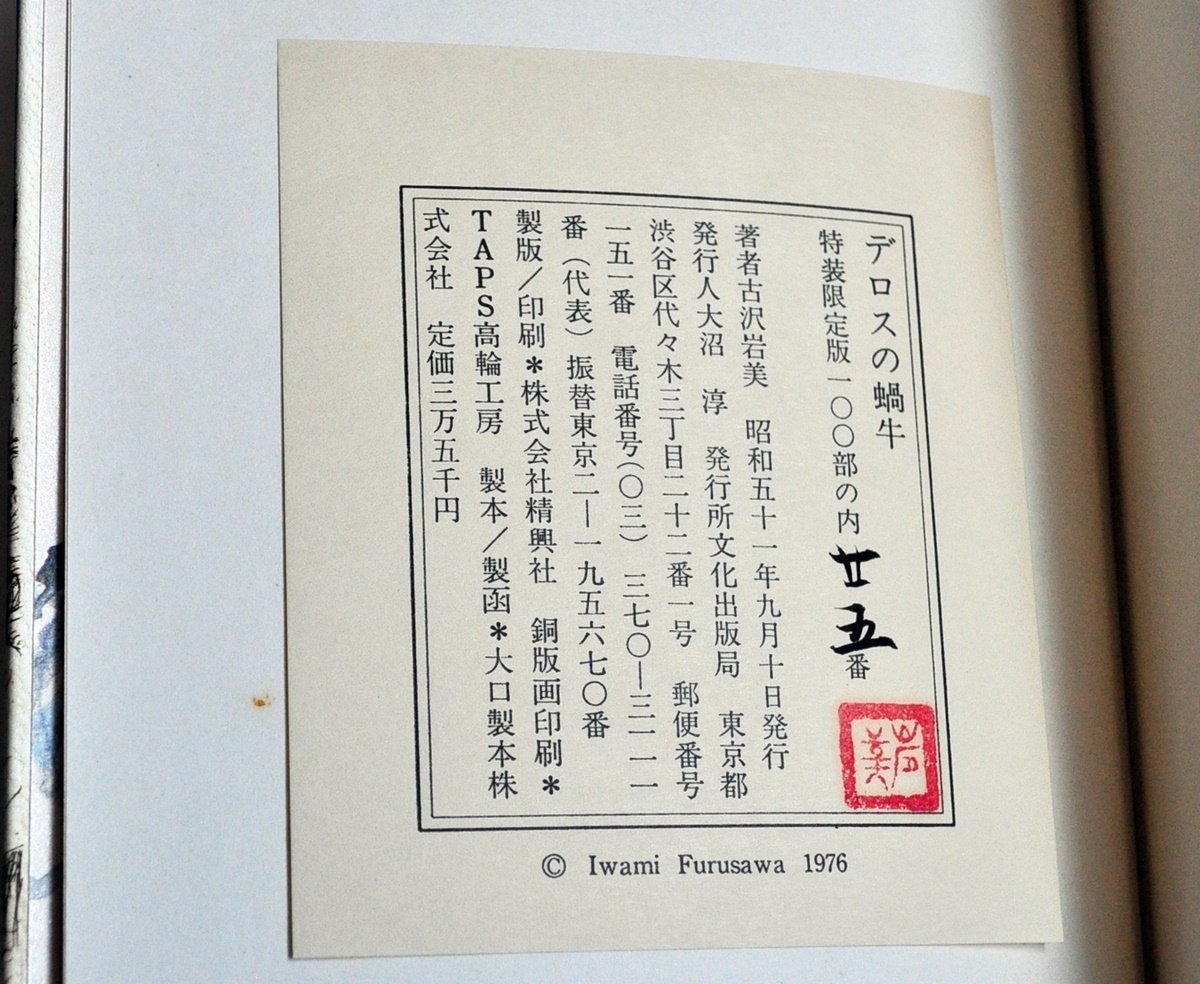 デロスの蝸牛
特装限定版一〇〇部の内廿五番
著者古沢岩美 昭和五十一年九月十日発行
発行人大沼 淳 発行所文化出版局 東京都
渋谷区代々木三丁目二十二番一号 郵便番号
一五一番 電話番号(〇三)三七〇―三一一一
番(代表)振替東京二―一九五六七〇番
製版/印刷*株式会社精興社 銅版画印刷*
TAPS高輪工房 製本/製函*大口製本株
式会社 定価三万五千円
© Iwami Furusawa 1976